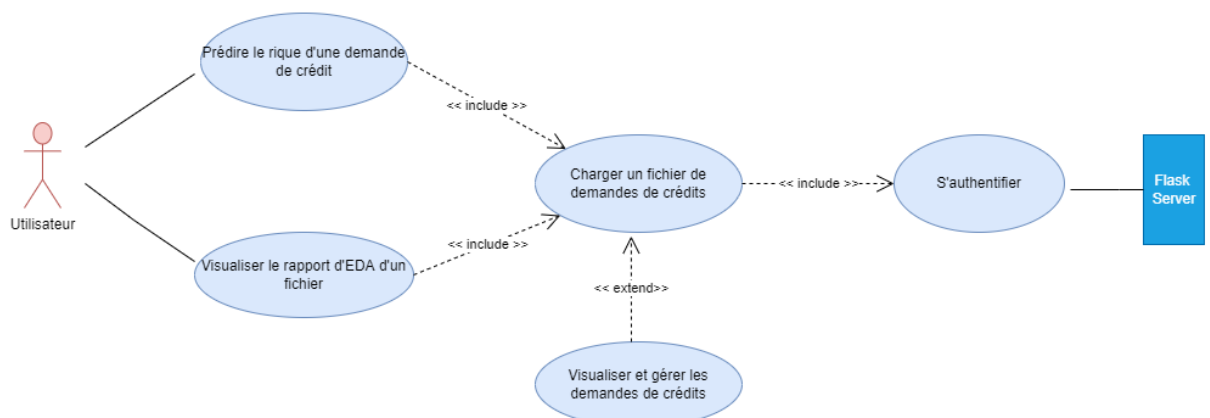 Prédire le rique d'une demande
de crédit
<< include >>
Utilisateur
Charger un fichier de
demandes de crédits
<< include >>
S'authentifier
Flask
Server
Visualiser le rapport d'EDA d'un
fichier
<< include >>
<< extend>>
Visualiser et gérer les
demandes de crédits